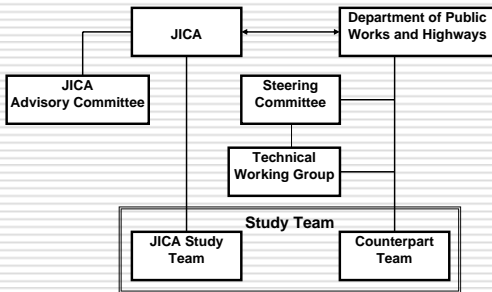 JICA
Department of Public
Works and Highways
JICA
Advisory Committee
Steering
Committee
Technical
Working Group
Study Team
JICA Study
Team
Counterpart
Team